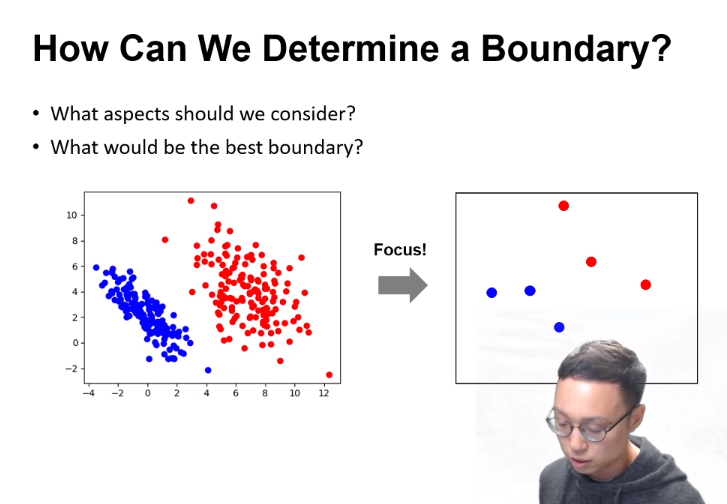 How Can We Determine a Boundary?
• What aspects should we consider?
• What would be the best boundary?
Focus!
10
8
6
4
2
0
−2
−4 −2 0 2 4 6 8 10 12